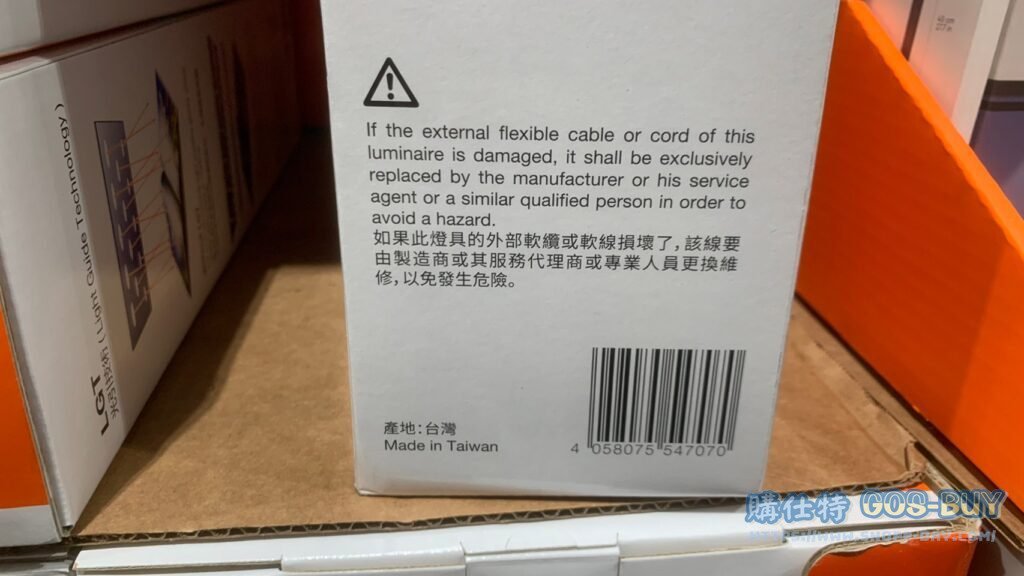 If the external flexible cable or cord of this
luminaire is damaged, it shall be exclusively
replaced by the manufacturer or his service
agent or a similar qualified person in order to
avoid a hazard.
如果此燈具的外部軟纜或軟線損壞了,該線要
由製造商或其服務代理商或專業人員更換維
修,以免發生危險。
產地:台灣
Made in Taiwan
4 058075 547070
LGT
(Light Guide Technology)
購仕特 GOS-BUY